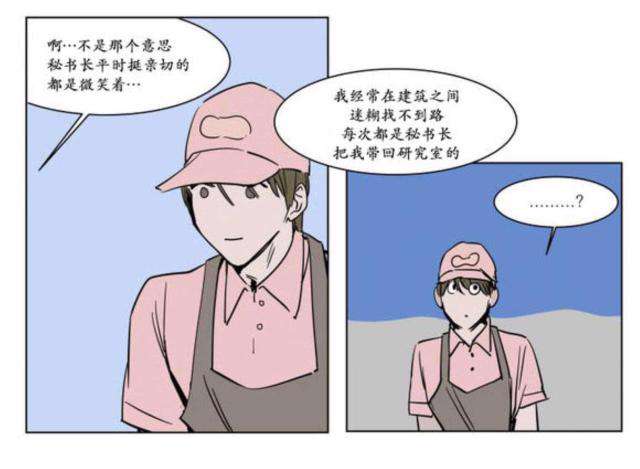 啊…不是那个意思
秘书长平时挺亲切的
都是微笑着…
我经常在建筑之间
迷糊找不到路
每次都是秘书长
把我带回研究室的
………?